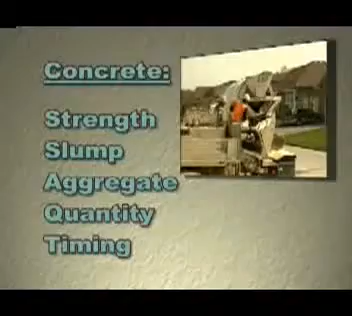 Concrete:
Strength
Slump
Aggregate
Quantity
Timing